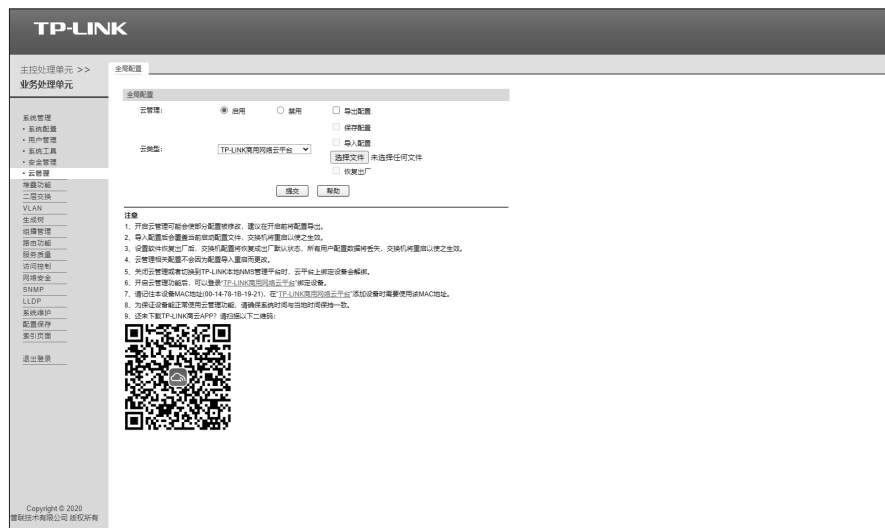 TP-LINK
主控处理单元 >>
业务处理单元
系统管理
• 系统配置
• 用户管理
• 系统工具
• 安全管理
• 云管理
堆叠功能
二层交换
VLAN
生成树
组播管理
路由功能
服务质量
访问控制
网络安全
SNMP
LLDP
系统维护
配置保存
索引页面
退出登录
Copyright © 2020
普联技术有限公司 版权所有
全局配置
全局配置
云管理： 启用 禁用 导出配置
保存配置
导入配置
云类型： TP-LINK商用网络云平台 选择文件 未选择任何文件
恢复出厂
提交 帮助
注意
1、开启云管理可能会使部分配置被修改，建议在开启前将配置导出。
2、导入配置后会覆盖当前启动配置文件，交换机将重启以使之生效。
3、设置软件恢复出厂后，交换机配置将恢复成出厂默认状态，所有用户配置数据将丢失，交换机将重启以使之生效。
4、云管理相关配置不会因为配置导入重启而更改。
5、关闭云管理或者切换到TP-LINK本地NMS管理平台时，云平台上绑定设备会解绑。
6、开启云管理功能后，可以登录"TP-LINK商用网络云平台"绑定设备。
7、请记住本设备MAC地址(00-14-78-18-19-21)，在"TP-LINK商用网络云平台"添加设备时需要使用该MAC地址。
8、为保证设备能正常使用云管理功能，请确保系统时间与当地时间保持一致。
9、还未下载TP-LINK商云APP？请扫描以下二维码：